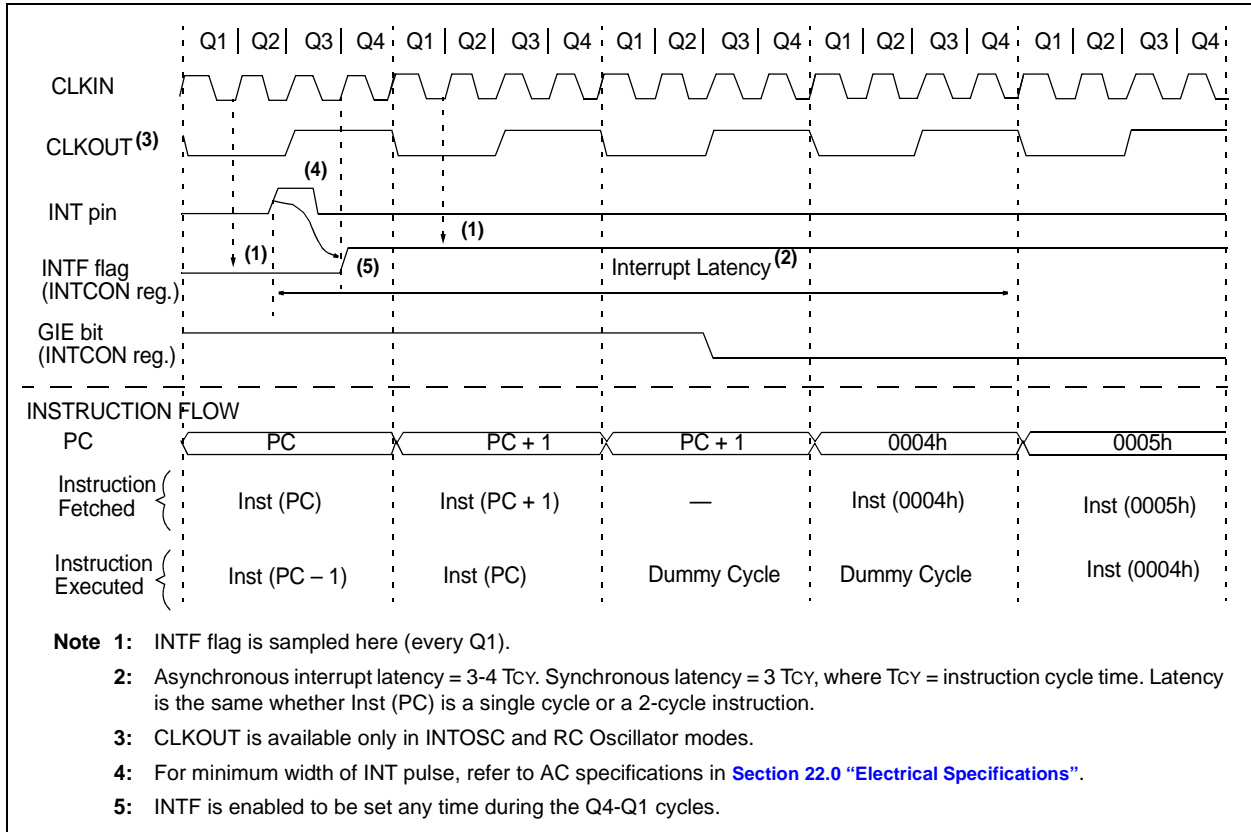 Q1 | Q2 | Q3 | Q4 Q1 | Q2 | Q3 | Q4 Q1 | Q2 | Q3 | Q4 Q1 | Q2 | Q3 | Q4 Q1 | Q2 | Q3 | Q4
CLKIN
CLKOUT (3)
(4)
INT pin
(1)
(1)
INTF flag
(INTCON reg.)
(5)
Interrupt Latency (2)
GIE bit
(INTCON reg.)
INSTRUCTION FLOW
PC PC PC + 1 PC + 1 0004h 0005h
Instruction
Fetched
Inst (PC) Inst (PC + 1) — Inst (0004h) Inst (0005h)
Instruction
Executed
Inst (PC – 1) Inst (PC) Dummy Cycle Dummy Cycle Inst (0004h)
Note 1: INTF flag is sampled here (every Q1).
2: Asynchronous interrupt latency = 3-4 TCY. Synchronous latency = 3 TCY, where TCY = instruction cycle time. Latency
is the same whether Inst (PC) is a single cycle or a 2-cycle instruction.
3: CLKOUT is available only in INTOSC and RC Oscillator modes.
4: For minimum width of INT pulse, refer to AC specifications in Section 22.0 “Electrical Specifications”.
5: INTF is enabled to be set any time during the Q4-Q1 cycles.